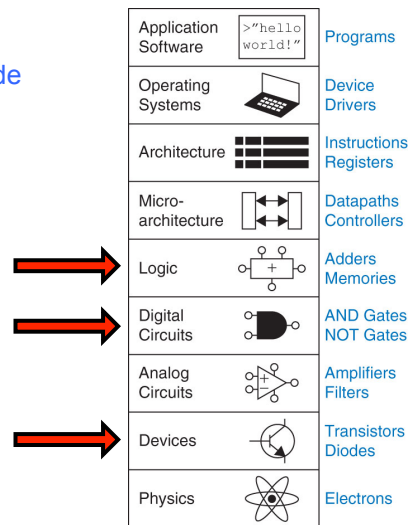 de
Application
Software
>"hello
world!"
Programs
Operating
Systems
Device
Drivers
Architecture
Instructions
Registers
Micro-
architecture
Datapaths
Controllers
Logic
+
Adders
Memories
Digital
Circuits
AND Gates
NOT Gates
Analog
Circuits
+
−
Amplifiers
Filters
Devices
Transistors
Diodes
Physics
Electrons